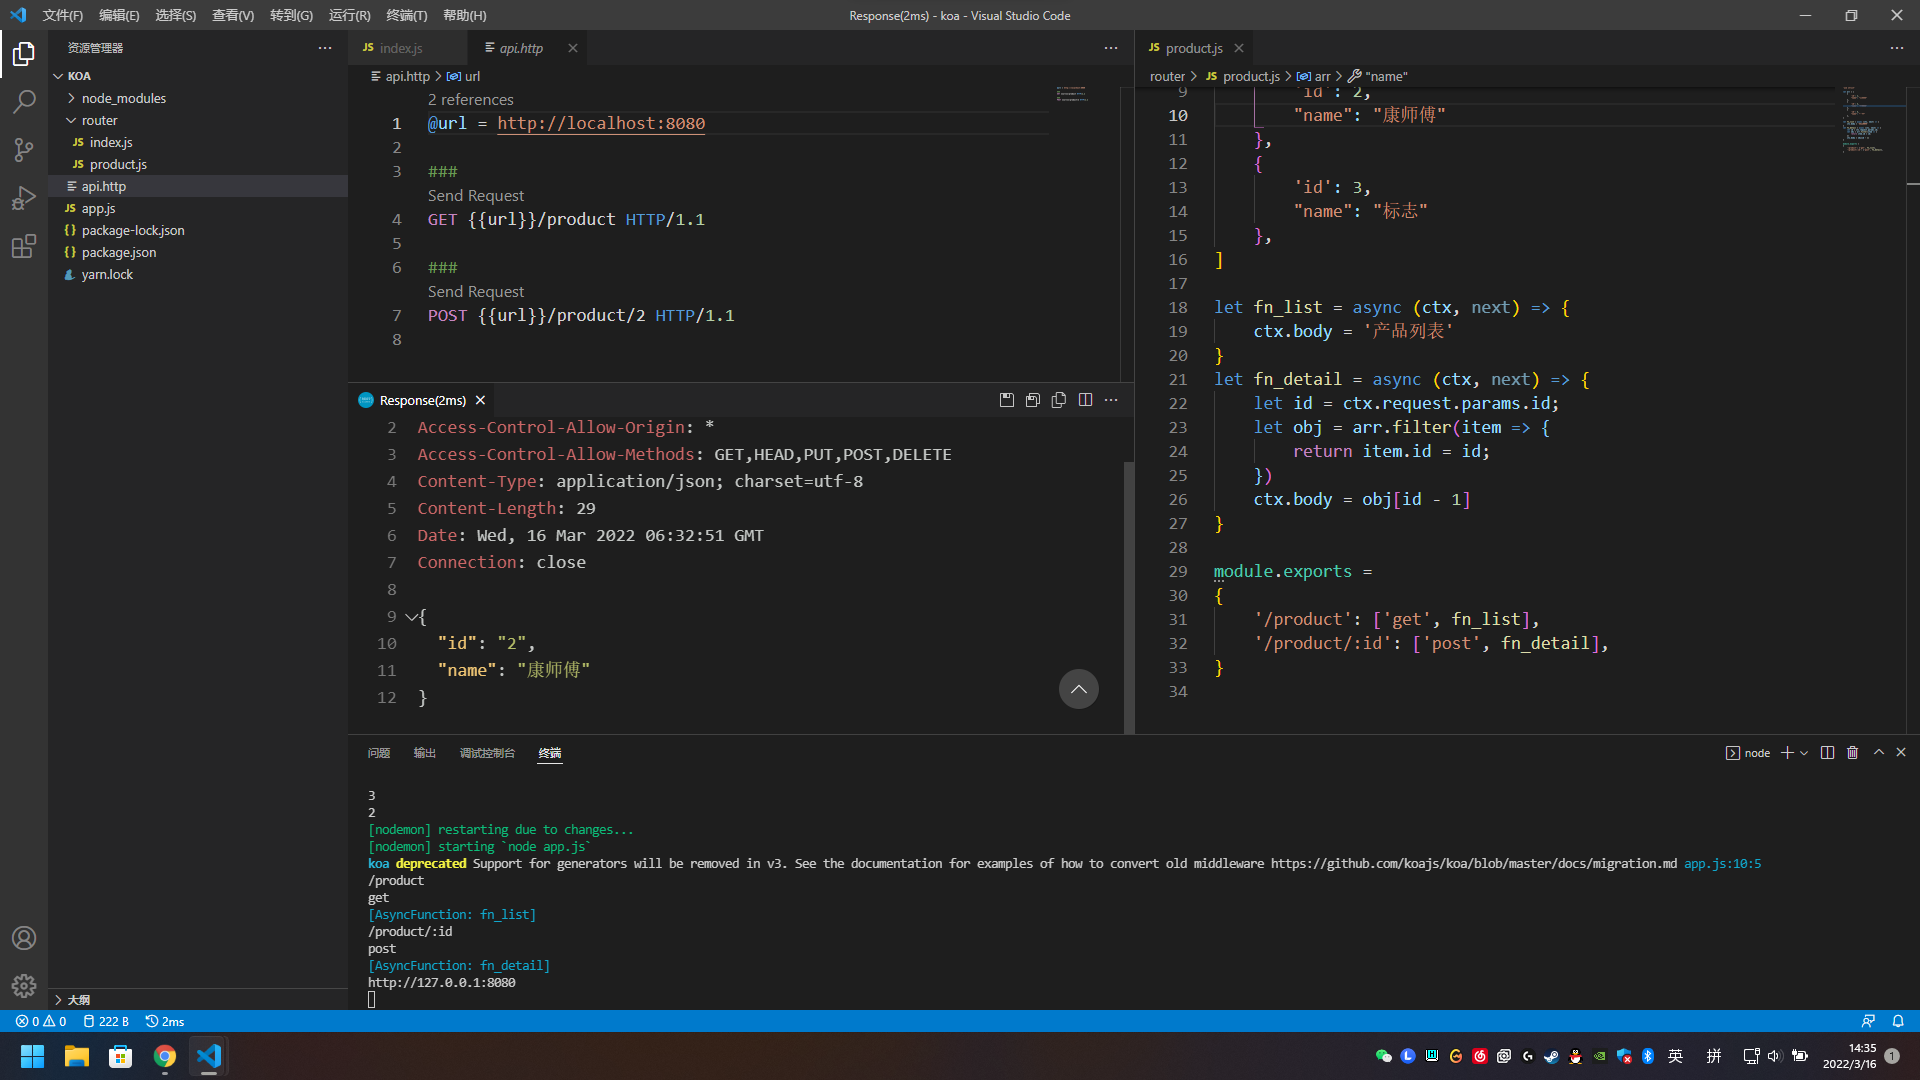 文件(F) 编辑(E) 选择(S) 查看(V) 转到(G) 运行(R) 终端(T) 帮助(H)
Response(2ms) - koa - Visual Studio Code
资源管理器
KOA
node_modules
router
JS index.js
JS product.js
api.http
JS app.js
{} package-lock.json
{} package.json
yarn.lock
大纲
JS index.js
api.http
api.http > url
2 references
1 @url = http://localhost:8080
2
3 ###
Send Request
4 GET {{url}}/product HTTP/1.1
5
6 ###
Send Request
7 POST {{url}}/product/2 HTTP/1.1
8
Response(2ms)
2 Access-Control-Allow-Origin: *
3 Access-Control-Allow-Methods: GET,HEAD,PUT,POST,DELETE
4 Content-Type: application/json; charset=utf-8
5 Content-Length: 29
6 Date: Wed, 16 Mar 2022 06:32:51 GMT
7 Connection: close
8
9 {
10 "id": "2",
11 "name": "康师傅"
12 }
JS product.js
router > JS product.js > arr > "name"
9 'id': 2,
10 "name": "康师傅"
11 },
12 {
13 'id': 3,
14 "name": "标志"
15 },
16 ]
17
18 let fn_list = async (ctx, next) => {
19 ctx.body = '产品列表'
20 }
21 let fn_detail = async (ctx, next) => {
22 let id = ctx.request.params.id;
23 let obj = arr.filter(item => {
24 return item.id = id;
25 })
26 ctx.body = obj[id - 1]
27 }
28
29 module.exports =
30 {
31 '/product': ['get', fn_list],
32 '/product/:id': ['post', fn_detail],
33 }
34
问题 输出 调试控制台 终端
node
3
2
[nodemon] restarting due to changes...
[nodemon] starting `node app.js`
koa deprecated Support for generators will be removed in v3. See the documentation for examples of how to convert old middleware https://github.com/koajs/koa/blob/master/docs/migration.md app.js:10:5
/product
get
[AsyncFunction: fn_list]
/product/:id
post
[AsyncFunction: fn_detail]
http://127.0.0.1:8080
0 0 222 B 2ms
英 拼
14:35
2022/3/16
1